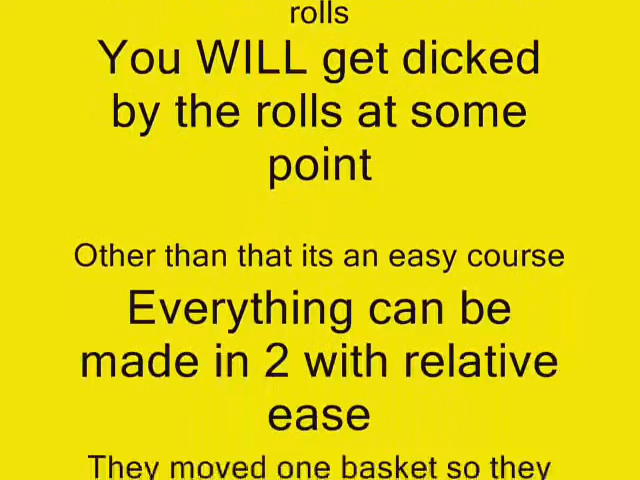 rolls
You WILL get dicked
by the rolls at some
point
Other than that its an easy course
Everything can be
made in 2 with relative
ease
They moved one basket so they